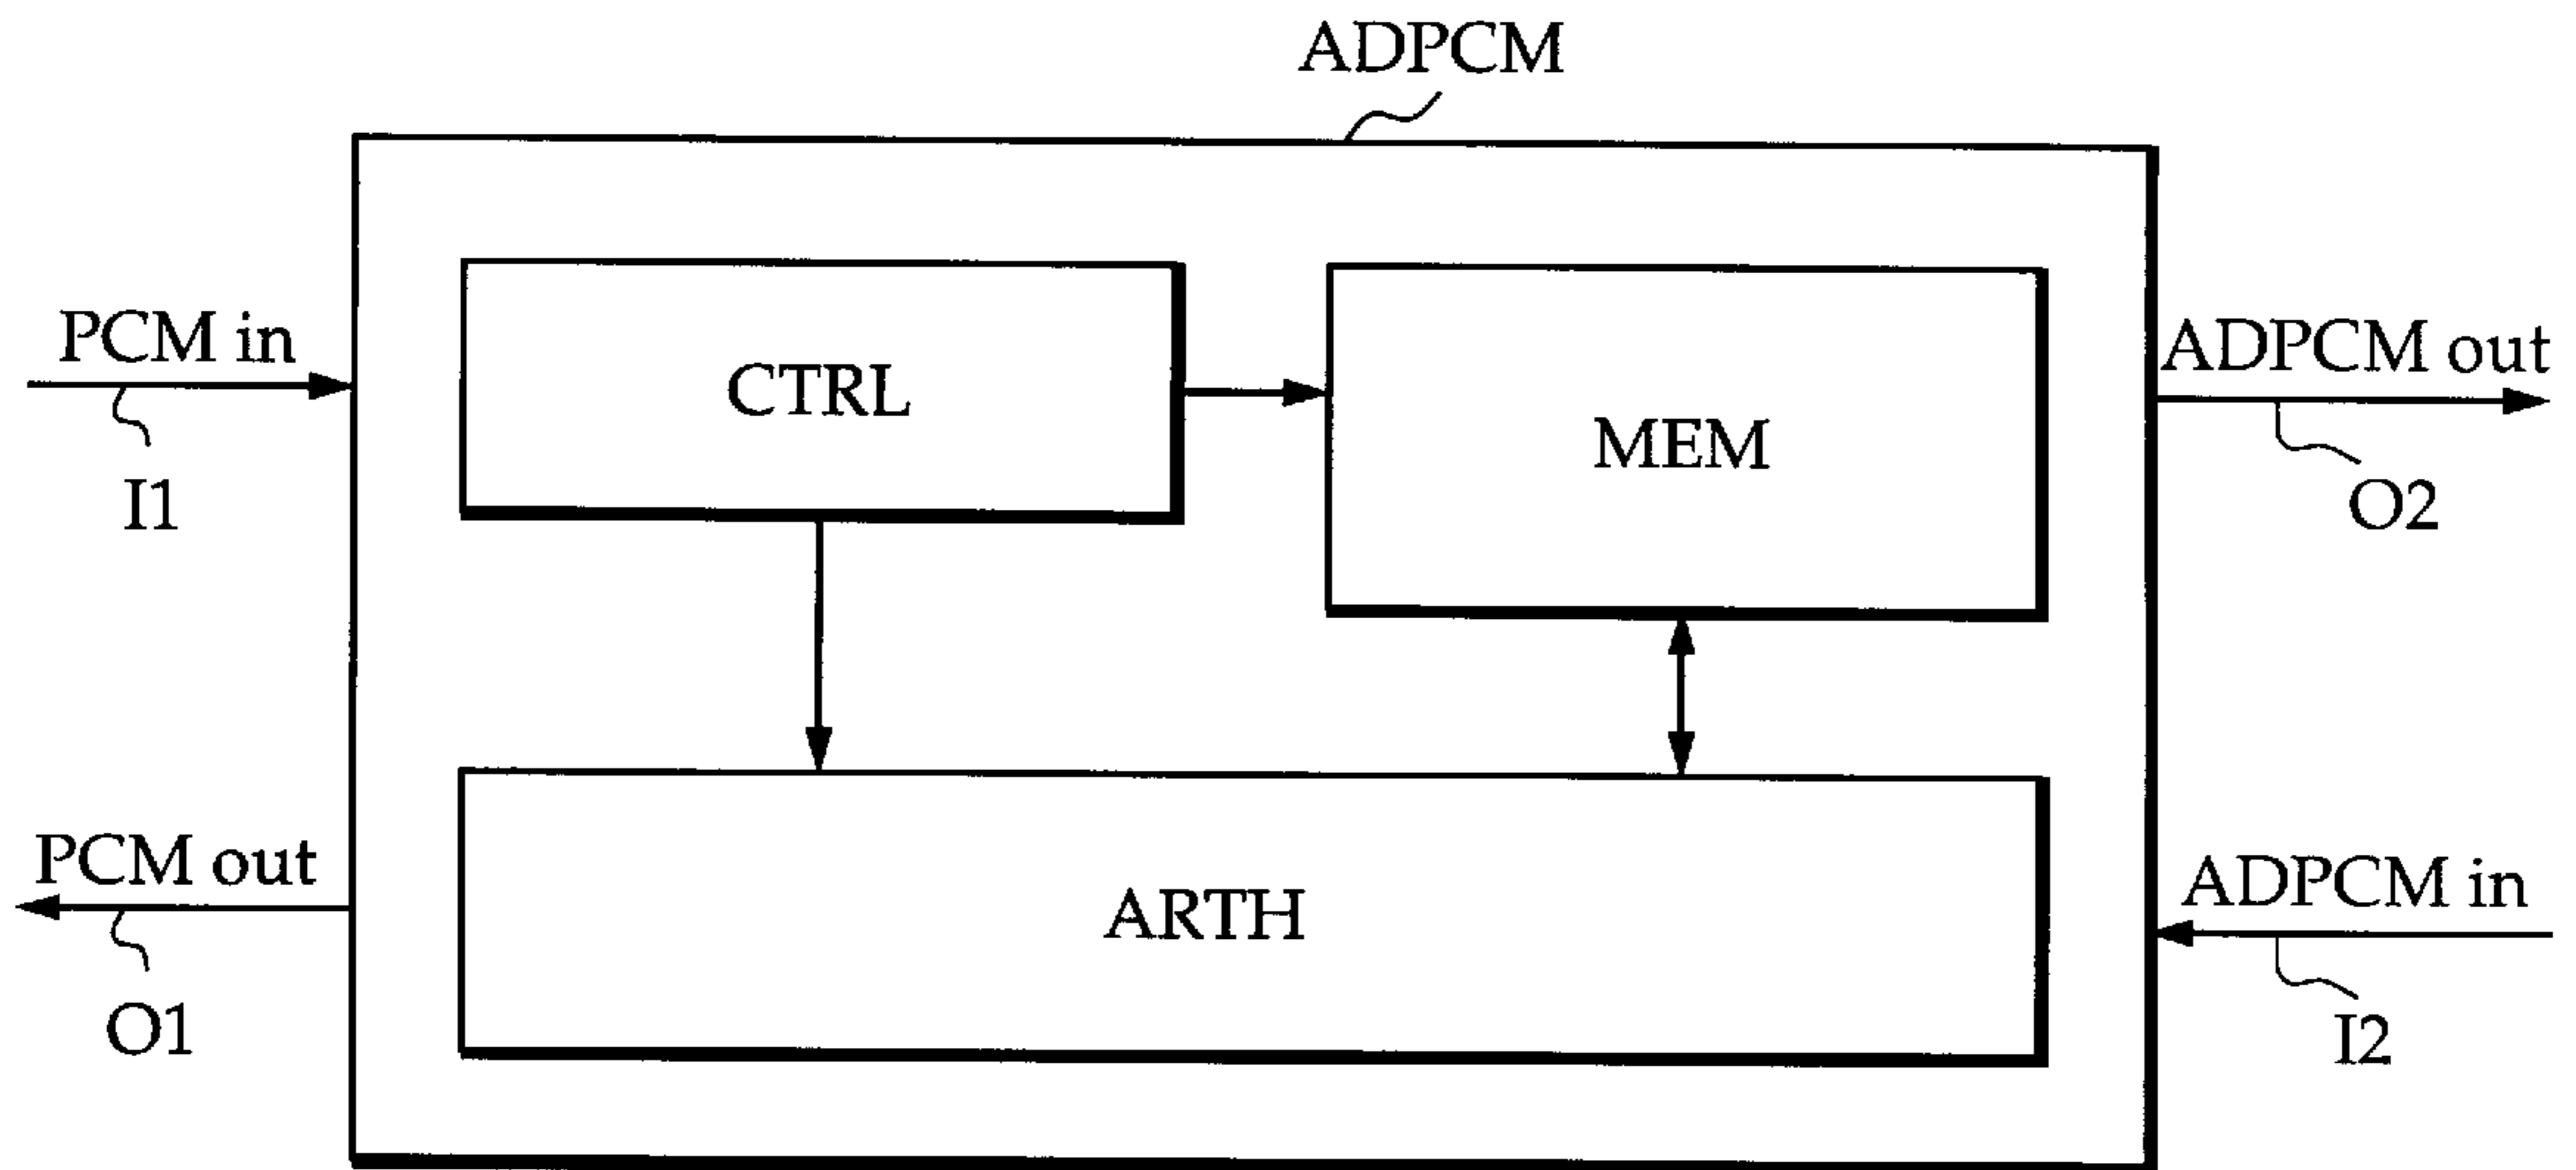 ADPCM
PCM in
I1
CTRL
MEM
ADPCM out
O2
PCM out
O1
ARTH
ADPCM in
I2